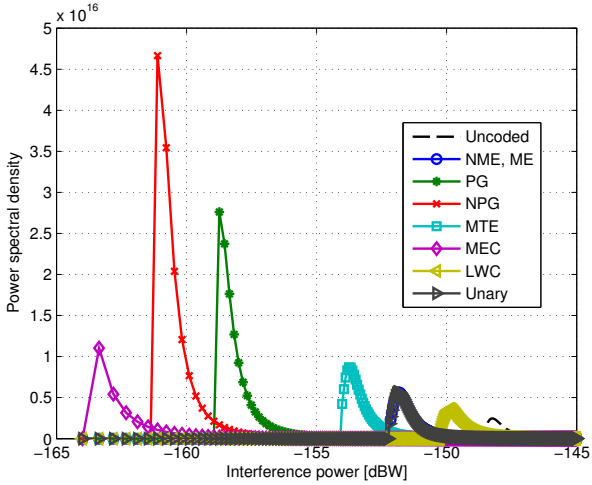 x 10^16
5
4.5
4
3.5
3
2.5
2
1.5
1
0.5
0
Power spectral density
Uncoded
NME, ME
PG
NPG
MTE
MEC
LWC
Unary
−165
−160
−155
−150
−145
Interference power [dBW]